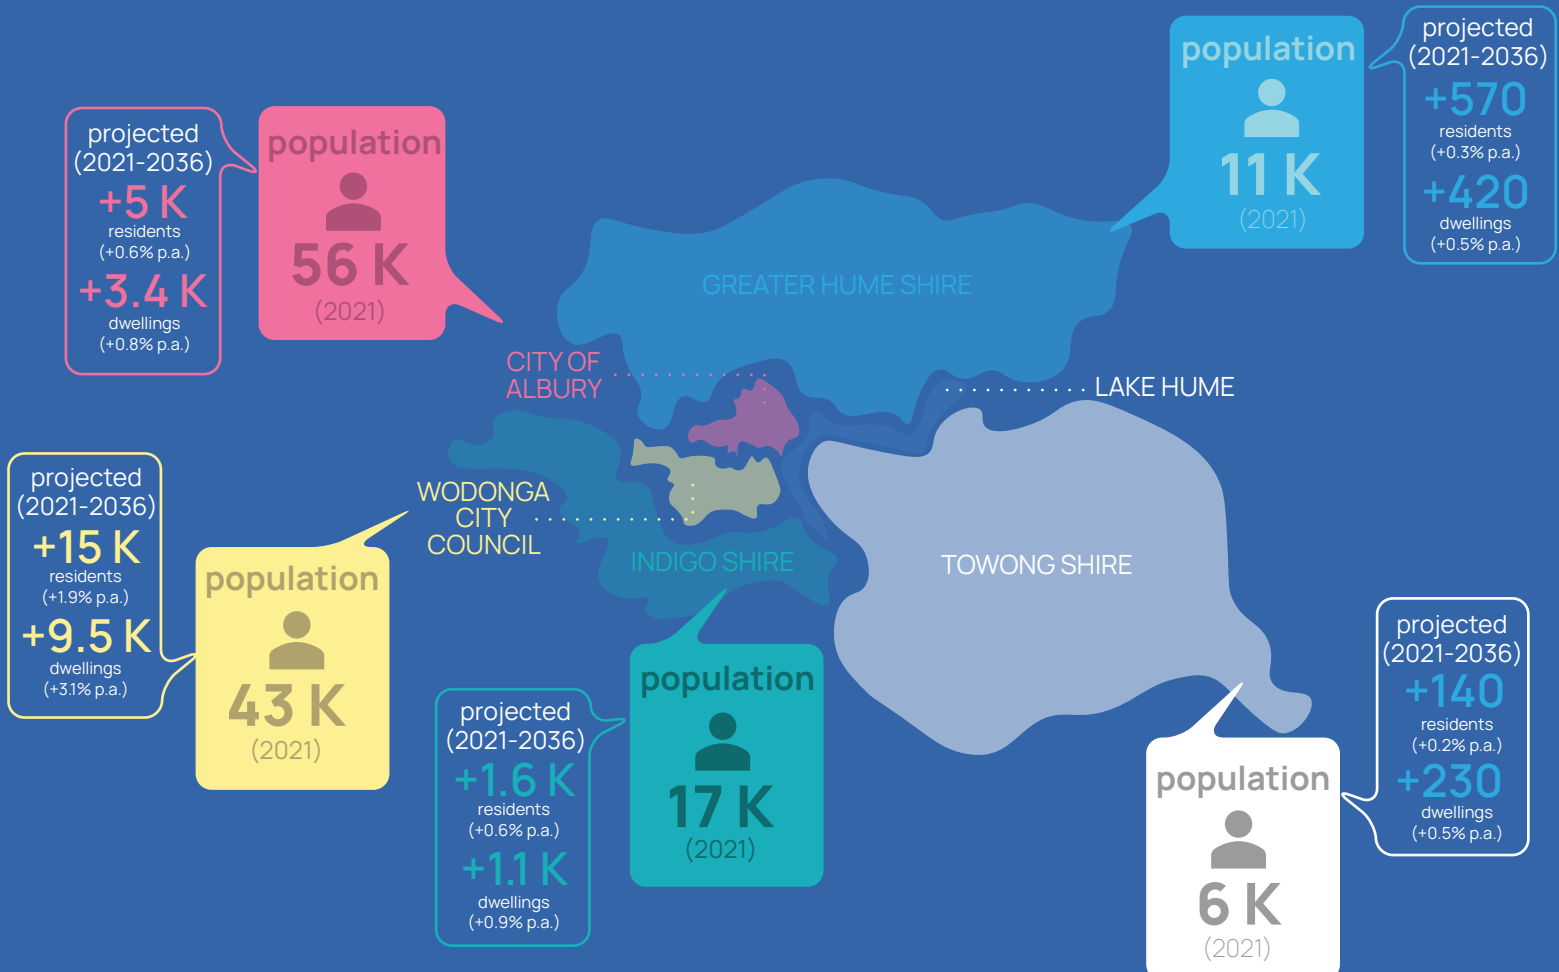 population
11 K
(2021)
projected
(2021-2036)
+570
residents
(+0.3% p.a.)
+420
dwellings
(+0.5% p.a.)
projected
(2021-2036)
+5 K
residents
(+0.6% p.a.)
+3.4 K
dwellings
(+0.8% p.a.)
population
56 K
(2021)
GREATER HUME SHIRE
CITY OF
ALBURY
LAKE HUME
projected
(2021-2036)
+15 K
residents
(+1.9% p.a.)
+9.5 K
dwellings
(+3.1% p.a.)
WODONGA
CITY
COUNCIL
population
43 K
(2021)
INDIGO SHIRE
TOWONG SHIRE
projected
(2021-2036)
+1.6 K
residents
(+0.6% p.a.)
+1.1 K
dwellings
(+0.9% p.a.)
population
17 K
(2021)
population
6 K
(2021)
projected
(2021-2036)
+140
residents
(+0.2% p.a.)
+230
dwellings
(+0.5% p.a.)